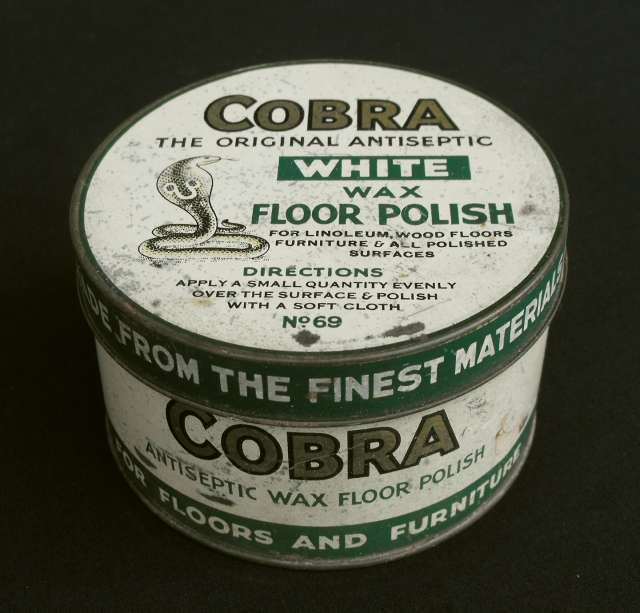 COBRA
THE ORIGINAL ANTISEPTIC
WHITE
WAX
FLOOR POLISH
FOR LINOLEUM, WOOD FLOORS
FURNITURE & ALL POLISHED
SURFACES
DIRECTIONS
APPLY A SMALL QUANTITY EVENLY
OVER THE SURFACE & POLISH
WITH A SOFT CLOTH
No 69
FROM THE FINEST MATERIALS
COBRA
ANTISEPTIC WAX FLOOR POLISH
FOR FLOORS AND FURNITURE